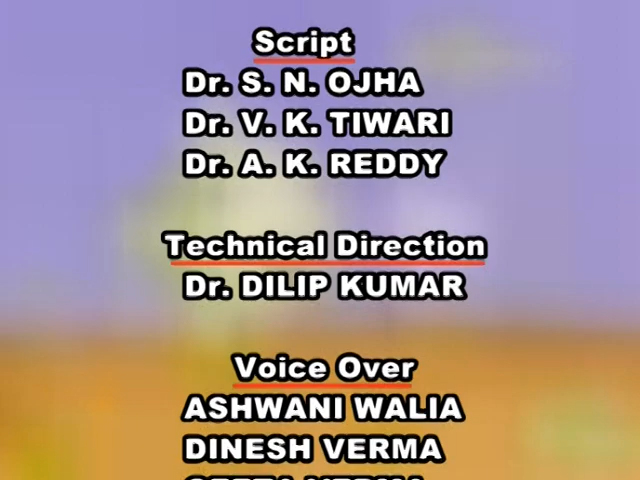 Script
Dr. S. N. OJHA
Dr. V. K. TIWARI
Dr. A. K. REDDY
Technical Direction
Dr. DILIP KUMAR
Voice Over
ASHWANI WALIA
DINESH VERMA